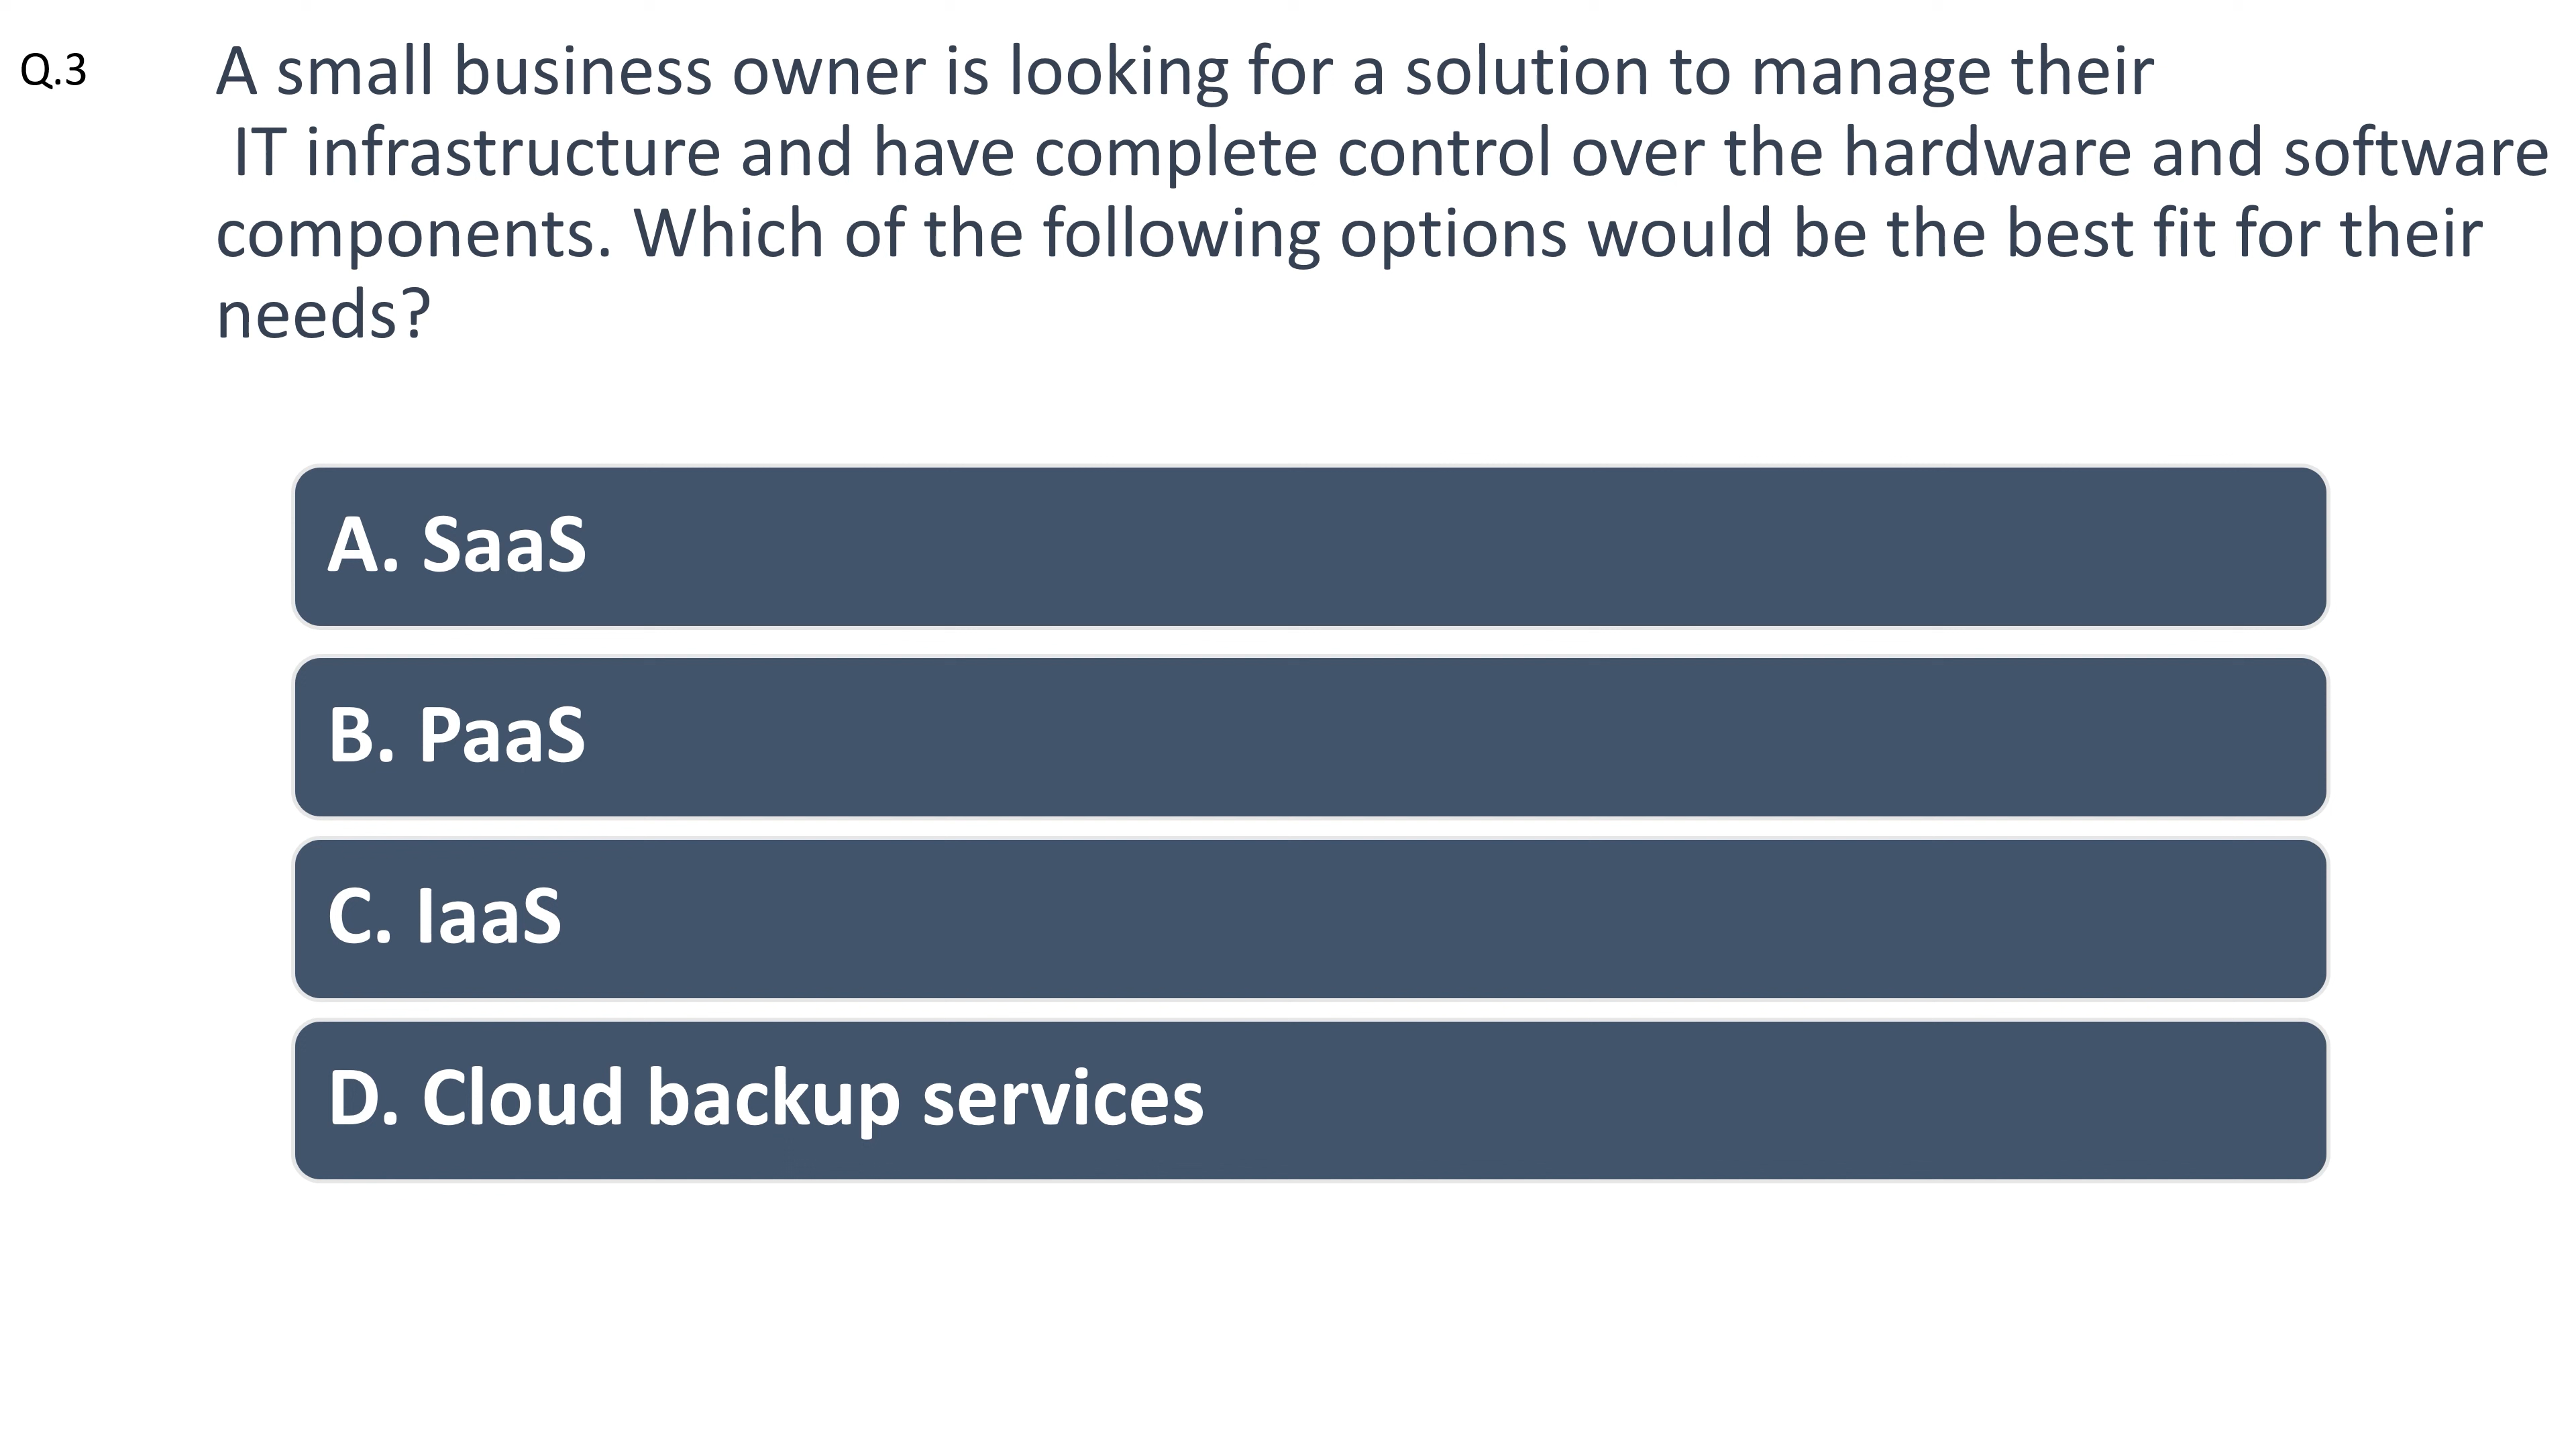 Q.3
A small business owner is looking for a solution to manage their
IT infrastructure and have complete control over the hardware and software
components. Which of the following options would be the best fit for their
needs?
A. SaaS
B. PaaS
C. IaaS
D. Cloud backup services